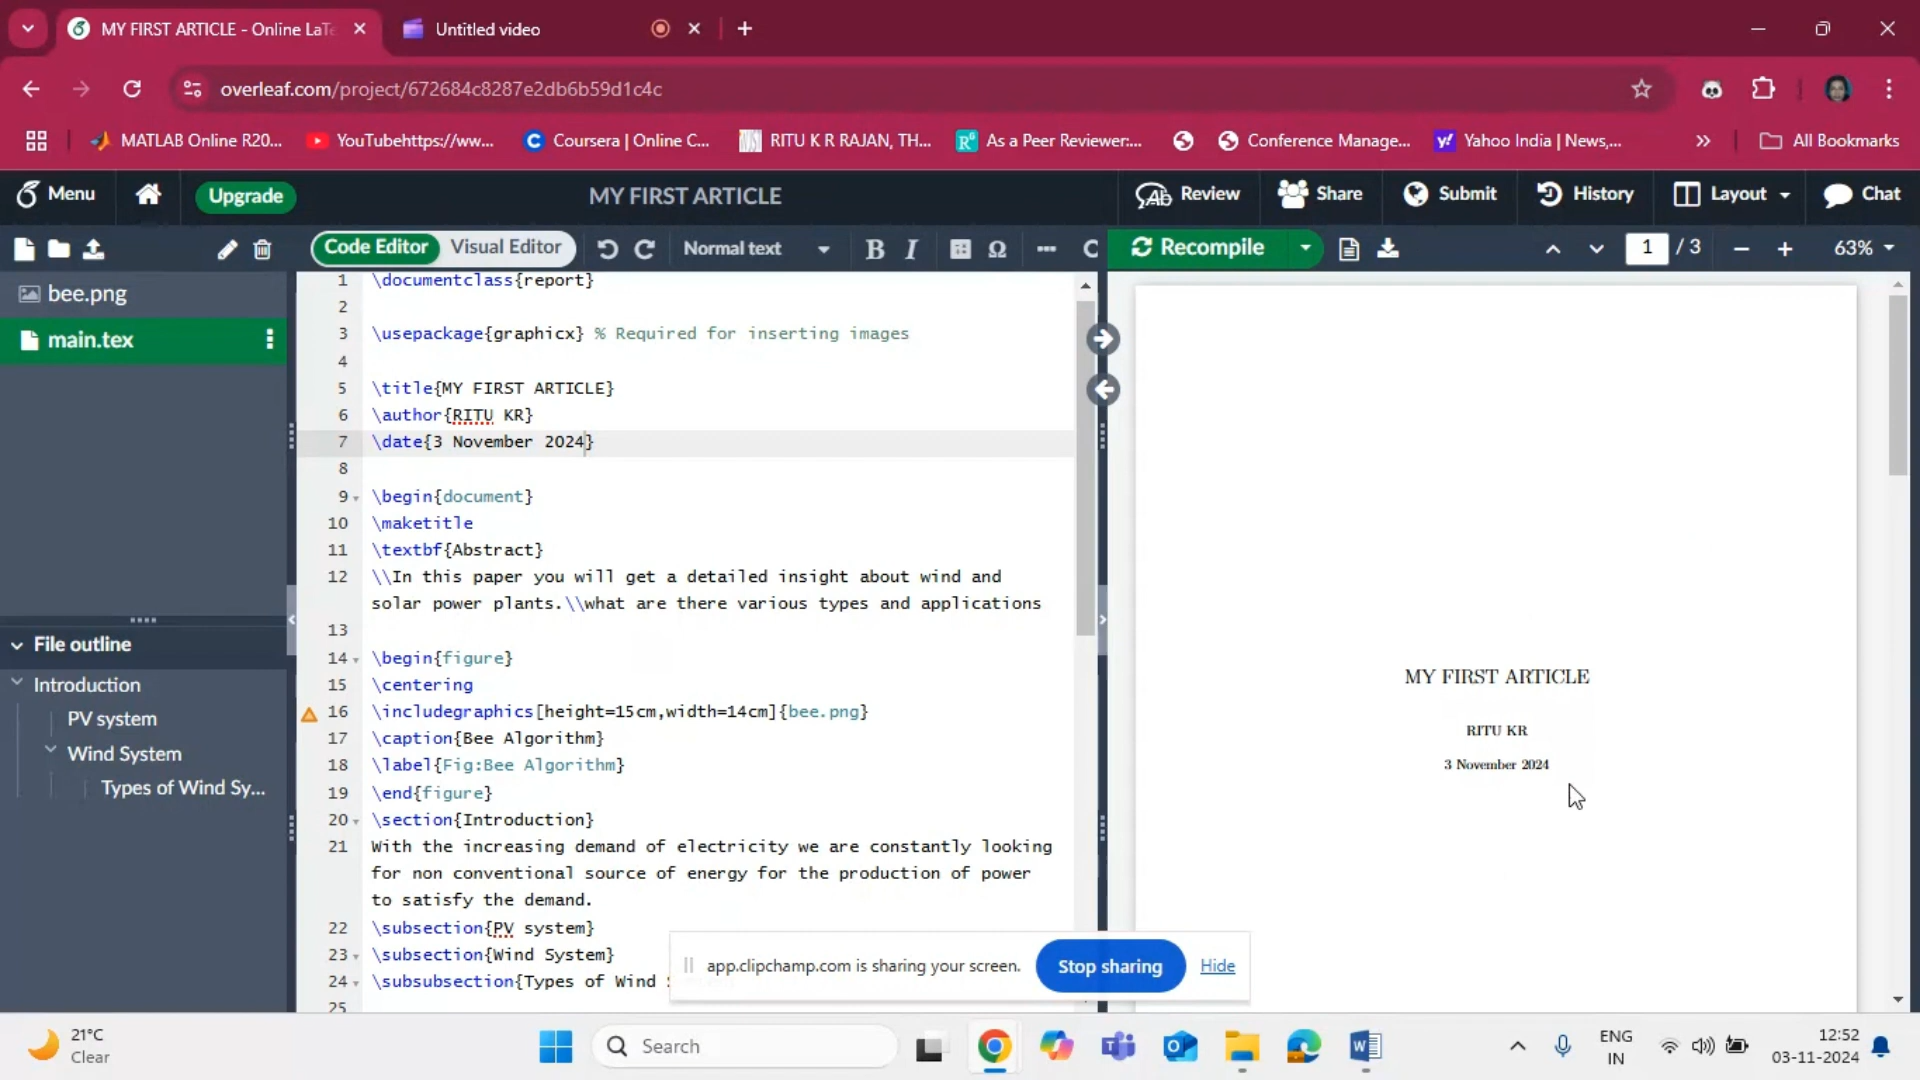 MY FIRST ARTICLE - Online LaTe
Untitled video
overleaf.com/project/672684c8287e2db6b59d1c4c
MATLAB Online R20...
YouTubehttps://ww...
Coursera | Online C...
RITU K R RAJAN, TH...
As a Peer Reviewer:...
Conference Manage...
Yahoo India | News,...
All Bookmarks
Menu
Upgrade
MY FIRST ARTICLE
Review
Share
Submit
History
Layout
Chat
Code Editor
Visual Editor
Normal text
B
I
Ω
Recompile
1 / 3
63%
bee.png
main.tex
File outline
Introduction
PV system
Wind System
Types of Wind Sy...
1 \documentclass{report}
2
3 \usepackage{graphicx} % Required for inserting images
4
5 \title{MY FIRST ARTICLE}
6 \author{RITU KR}
7 \date{3 November 2024}
8
9 \begin{document}
10 \maketitle
11 \textbf{Abstract}
12 \\In this paper you will get a detailed insight about wind and
solar power plants.\\what are there various types and applications
13
14 \begin{figure}
15 \centering
16 \includegraphics[height=15cm,width=14cm]{bee.png}
17 \caption{Bee Algorithm}
18 \label{Fig:Bee Algorithm}
19 \end{figure}
20 \section{Introduction}
21 With the increasing demand of electricity we are constantly looking
for non conventional source of energy for the production of power
to satisfy the demand.
22 \subsection{PV system}
23 \subsection{Wind System}
24 \subsubsection{Types of Wind
25
MY FIRST ARTICLE
RITU KR
3 November 2024
app.clipchamp.com is sharing your screen.
Stop sharing
Hide
21°C
Clear
Search
ENG
IN
12:52
03-11-2024